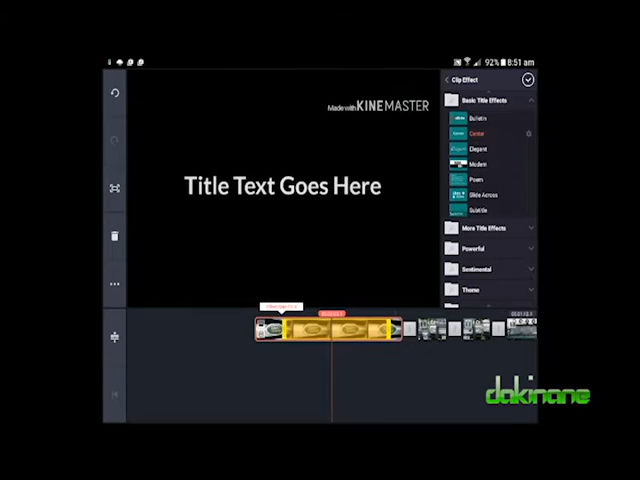 92% 8:51 am
Clip Effect
Made with KINEMASTER
Basic Title Effects
Bulletin
Center
Elegant
Modern
Poem
Slide Across
Subtitle
Title Text Goes Here
More Title Effects
Powerful
Sentimental
Theme
dakinane